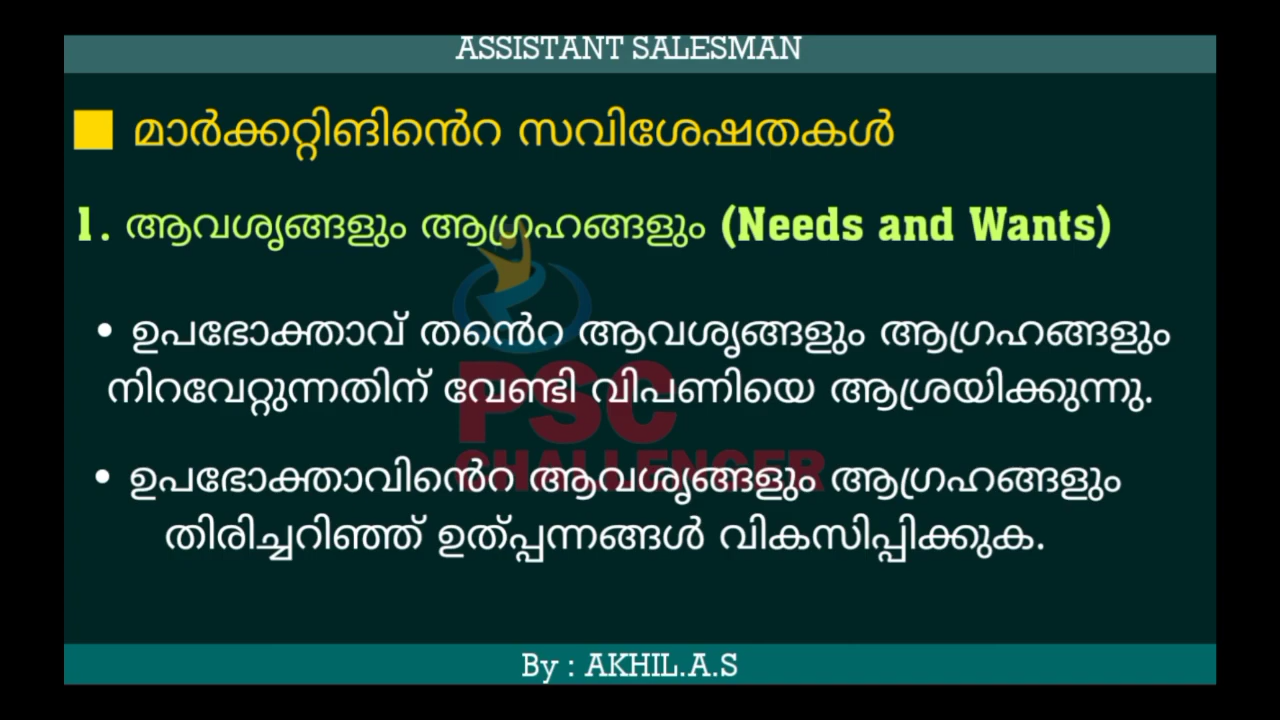 ASSISTANT SALESMAN
മാർക്കറ്റിങിൻെറ സവിശേഷതകൾ
1. ആവശ്യങ്ങളും ആഗ്രഹങ്ങളും (Needs and Wants)
• ഉപഭോക്താവ് തൻെറ ആവശ്യങ്ങളും ആഗ്രഹങ്ങളും
നിറവേറ്റുന്നതിന് വേണ്ടി വിപണിയെ ആശ്രയിക്കുന്നു.
PSC
CHALLENGER
• ഉപഭോക്താവിൻെറ ആവശ്യങ്ങളും ആഗ്രഹങ്ങളും
തിരിച്ചറിഞ്ഞ് ഉത്പ്പന്നങ്ങൾ വികസിപ്പിക്കുക.
By : AKHIL.A.S